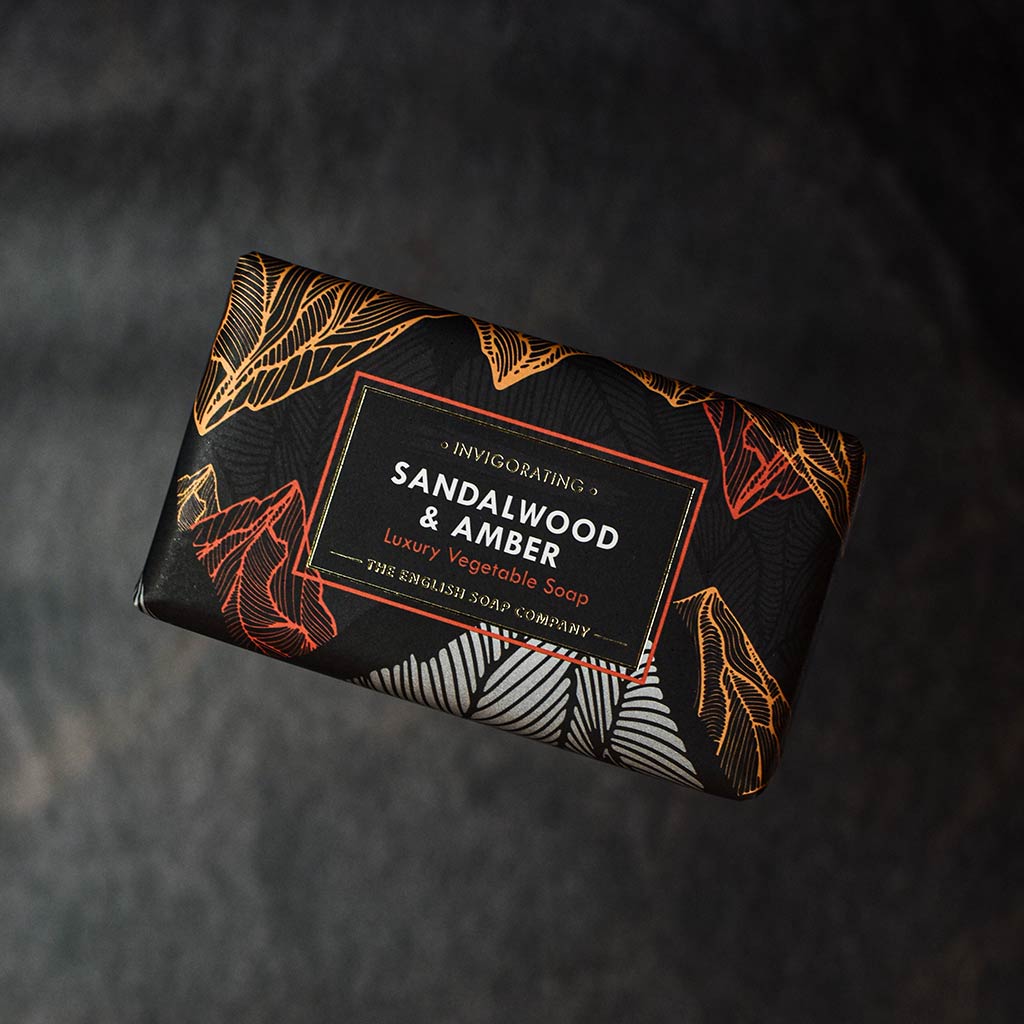 ◦ INVIGORATING ◦
SANDALWOOD
& AMBER
Luxury Vegetable Soap
THE ENGLISH SOAP COMPANY